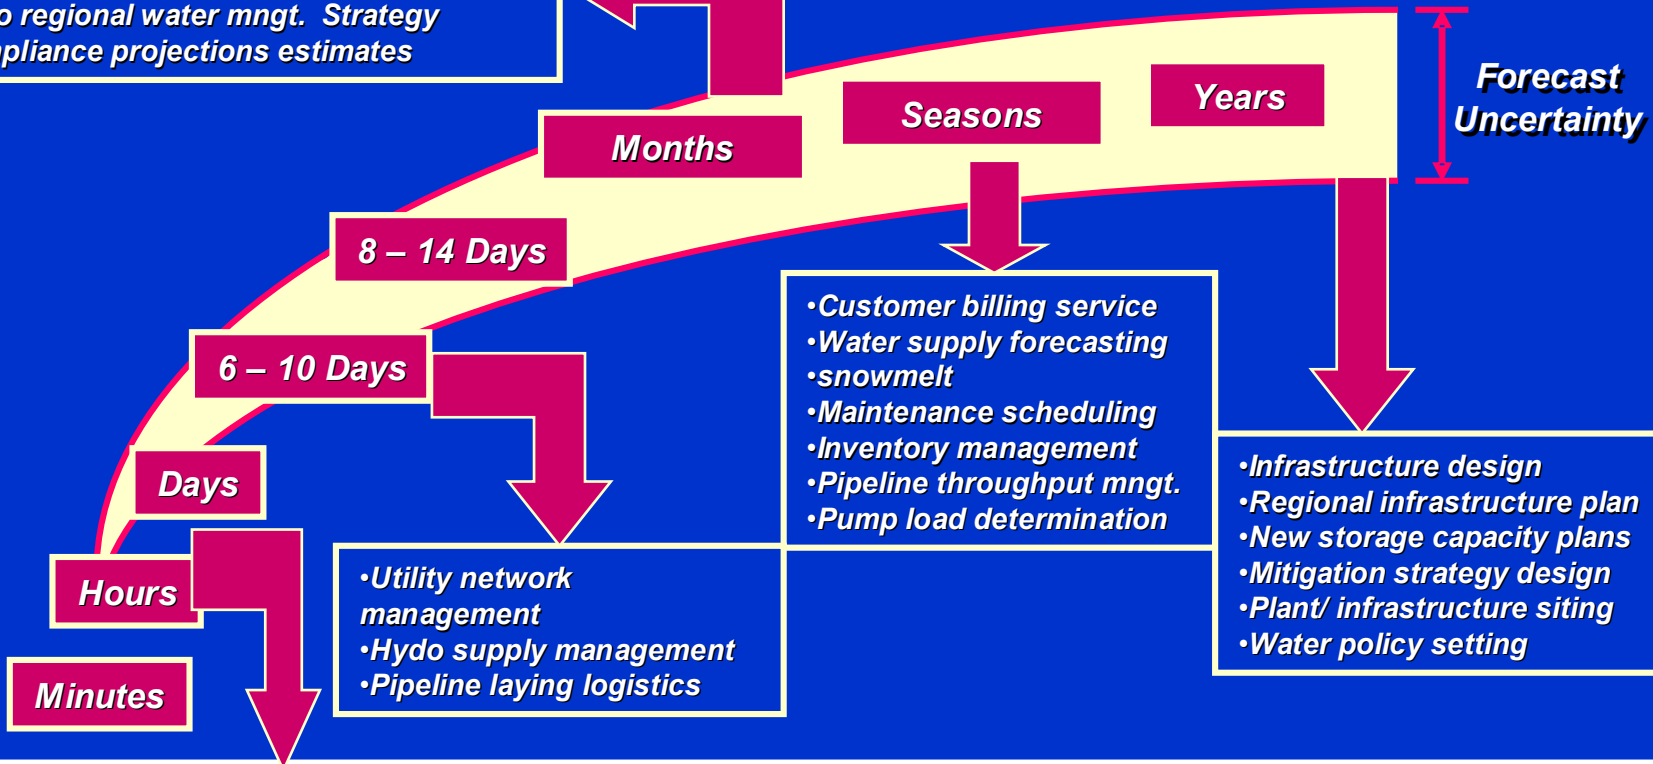 o regional water mngt. Strategy
pliance projections estimates
Forecast
Uncertainty
Years
Seasons
Months
8 – 14 Days
6 – 10 Days
Days
Hours
Minutes
•Customer billing service
•Water supply forecasting
•snowmelt
•Maintenance scheduling
•Inventory management
•Pipeline throughput mngt.
•Pump load determination
•Infrastructure design
•Regional infrastructure plan
•New storage capacity plans
•Mitigation strategy design
•Plant/ infrastructure siting
•Water policy setting
•Utility network
management
•Hydo supply management
•Pipeline laying logistics